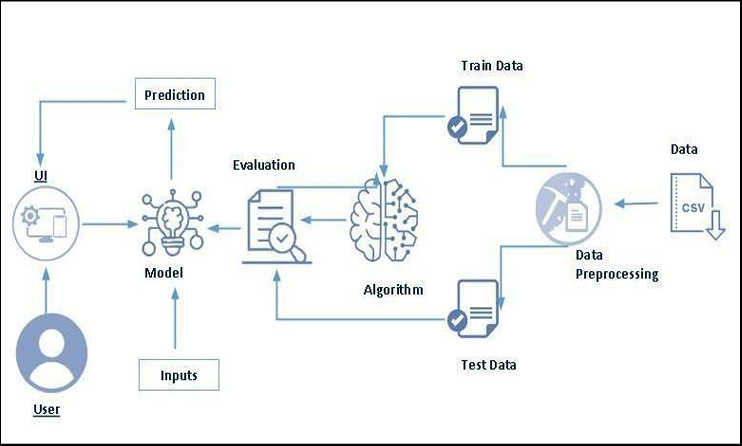 Train Data
Prediction
Data
Evaluation
UI
CSV
Model
Data
Preprocessing
Algorithm
Inputs
Test Data
User